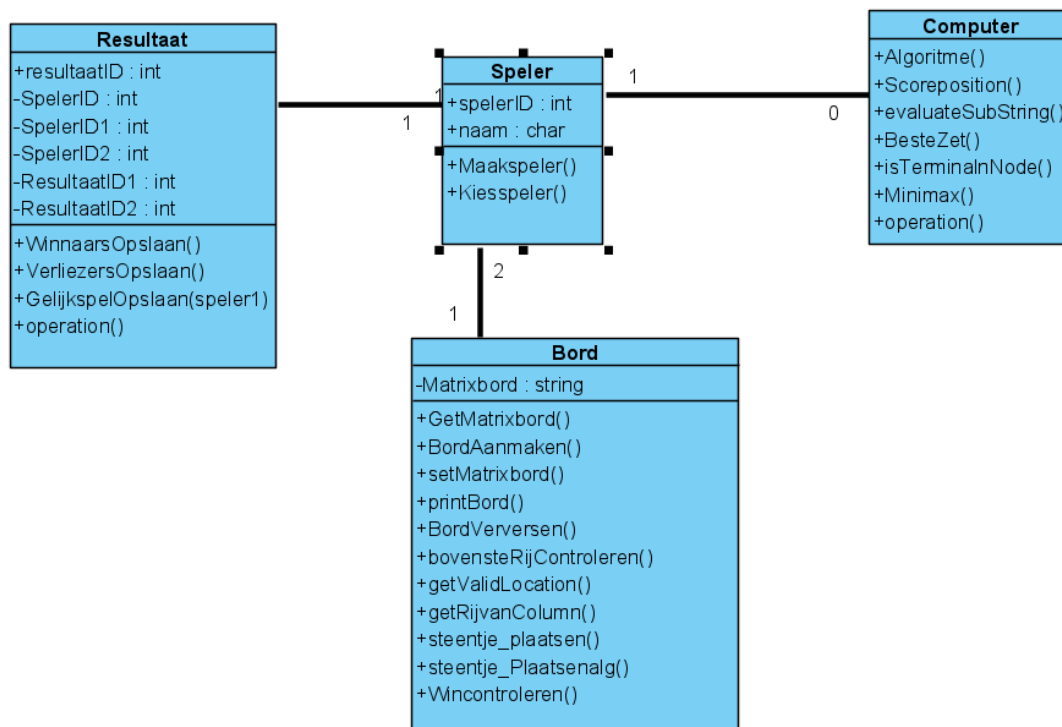 Resultaat
+resultaatID : int
-SpelerID : int
-SpelerID1 : int
-SpelerID2 : int
-ResultaatID1 : int
-ResultaatID2 : int
+WinnaarsOpslaan()
+VerliezersOpslaan()
+GelijkspelOpslaan(speler1)
+operation()
1
1
Speler
+spelerID : int
+naam : char
+Maakspeler()
+Kiesspeler()
1
0
Computer
+Algoritme()
+Scoreposition()
+evaluateSubString()
+BesteZet()
+isTerminalnNode()
+Minimax()
+operation()
2
1
Bord
-Matrixbord : string
+GetMatrixbord()
+BordAanmaken()
+setMatrixbord()
+printBord()
+BordVerversen()
+bovensteRijControleren()
+getValidLocation()
+getRijvanColumn()
+steentje_plaatsen()
+steentje_Plaatsenalg()
+Wincontroleren()